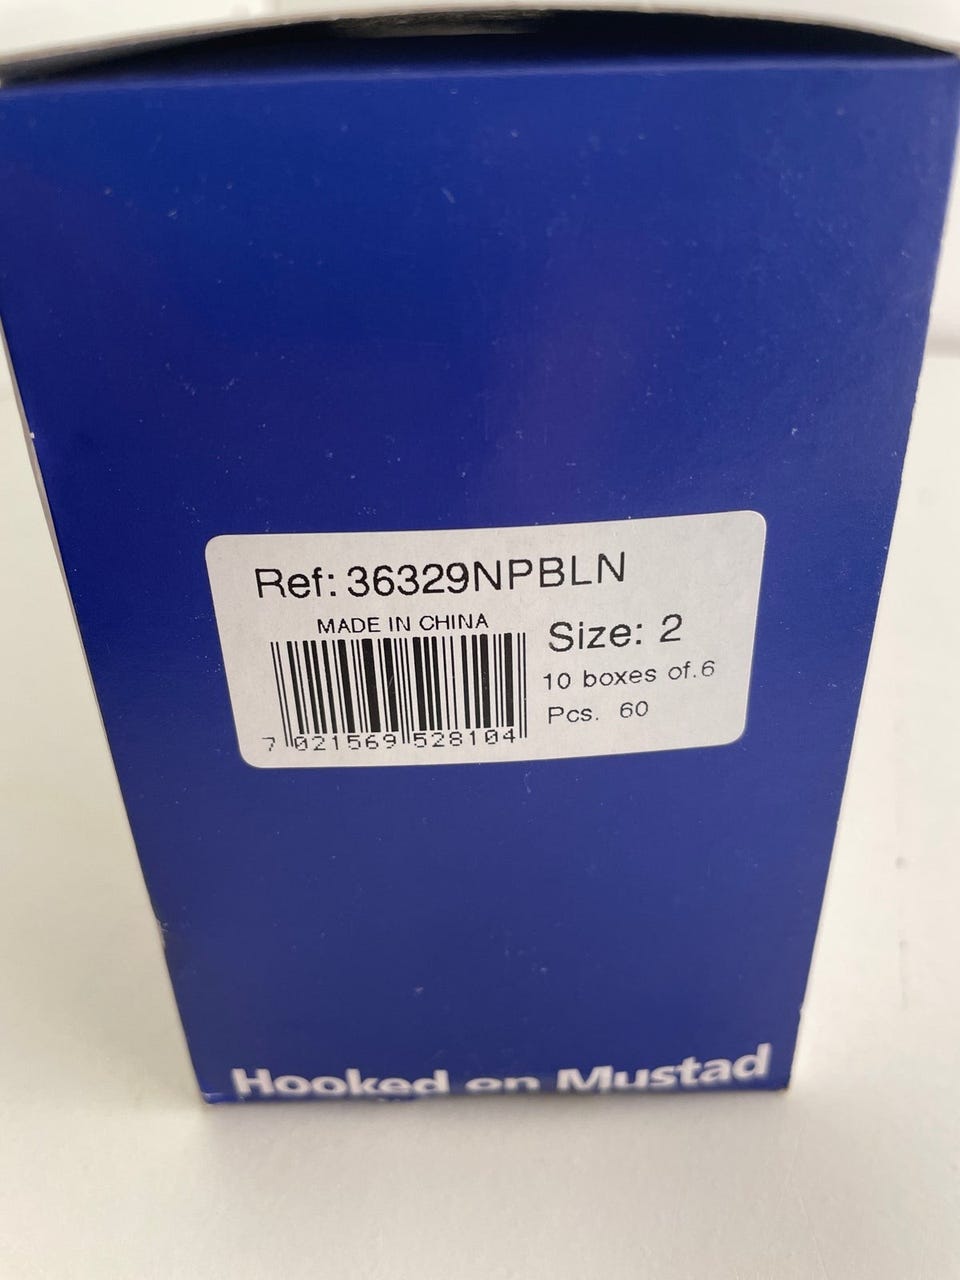 Ref: 36329NPBLN
MADE IN CHINA
Size: 2
10 boxes of.6
Pcs. 60
7 021569 528104
Hooked on Mustad